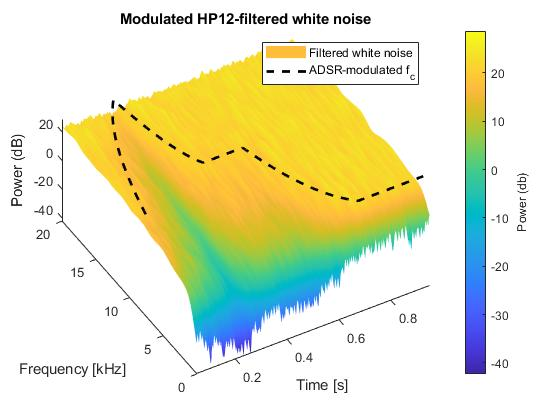 Modulated HP12-filtered white noise
Filtered white noise
ADSR-modulated fc
Power (dB)
20
0
-20
-40
20
15
10
5
0
Frequency [kHz]
0.2
0.4
0.6
0.8
Time [s]
20
10
0
-10
-20
-30
-40
Power (db)